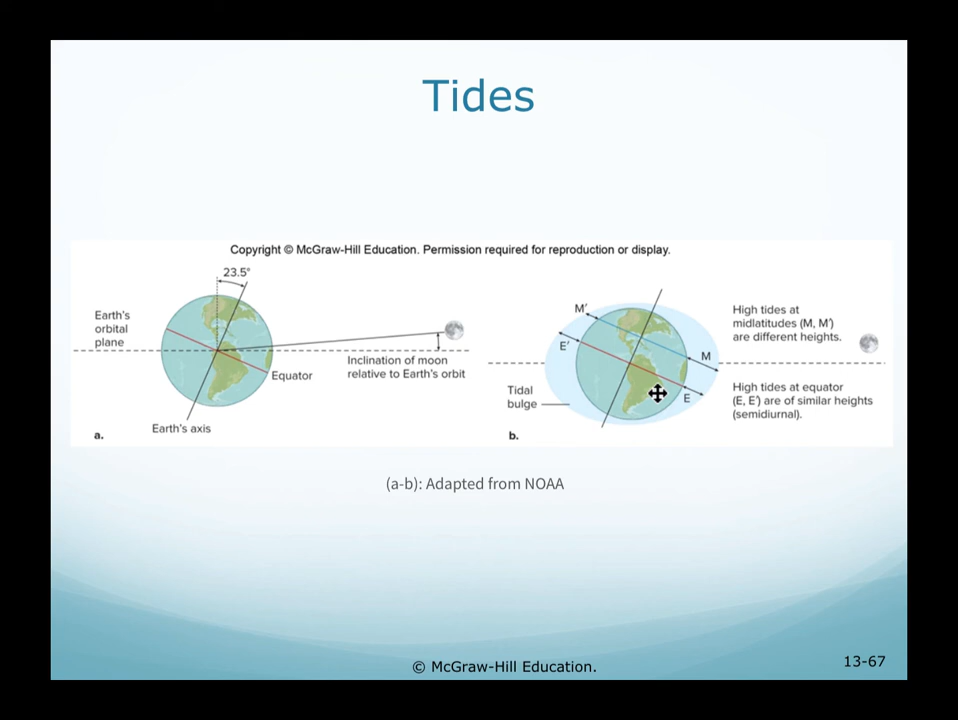 Tides
Copyright © McGraw-Hill Education. Permission required for reproduction or display.
23.5°
Earth's
orbital
plane
Inclination of moon
relative to Earth's orbit
Equator
Earth's axis
a.
M′
E′
M
E
Tidal
bulge
High tides at
midlatitudes (M, M′)
are different heights.
High tides at equator
(E, E′) are of similar heights
(semidiurnal).
b.
(a-b): Adapted from NOAA
© McGraw-Hill Education.
13-67